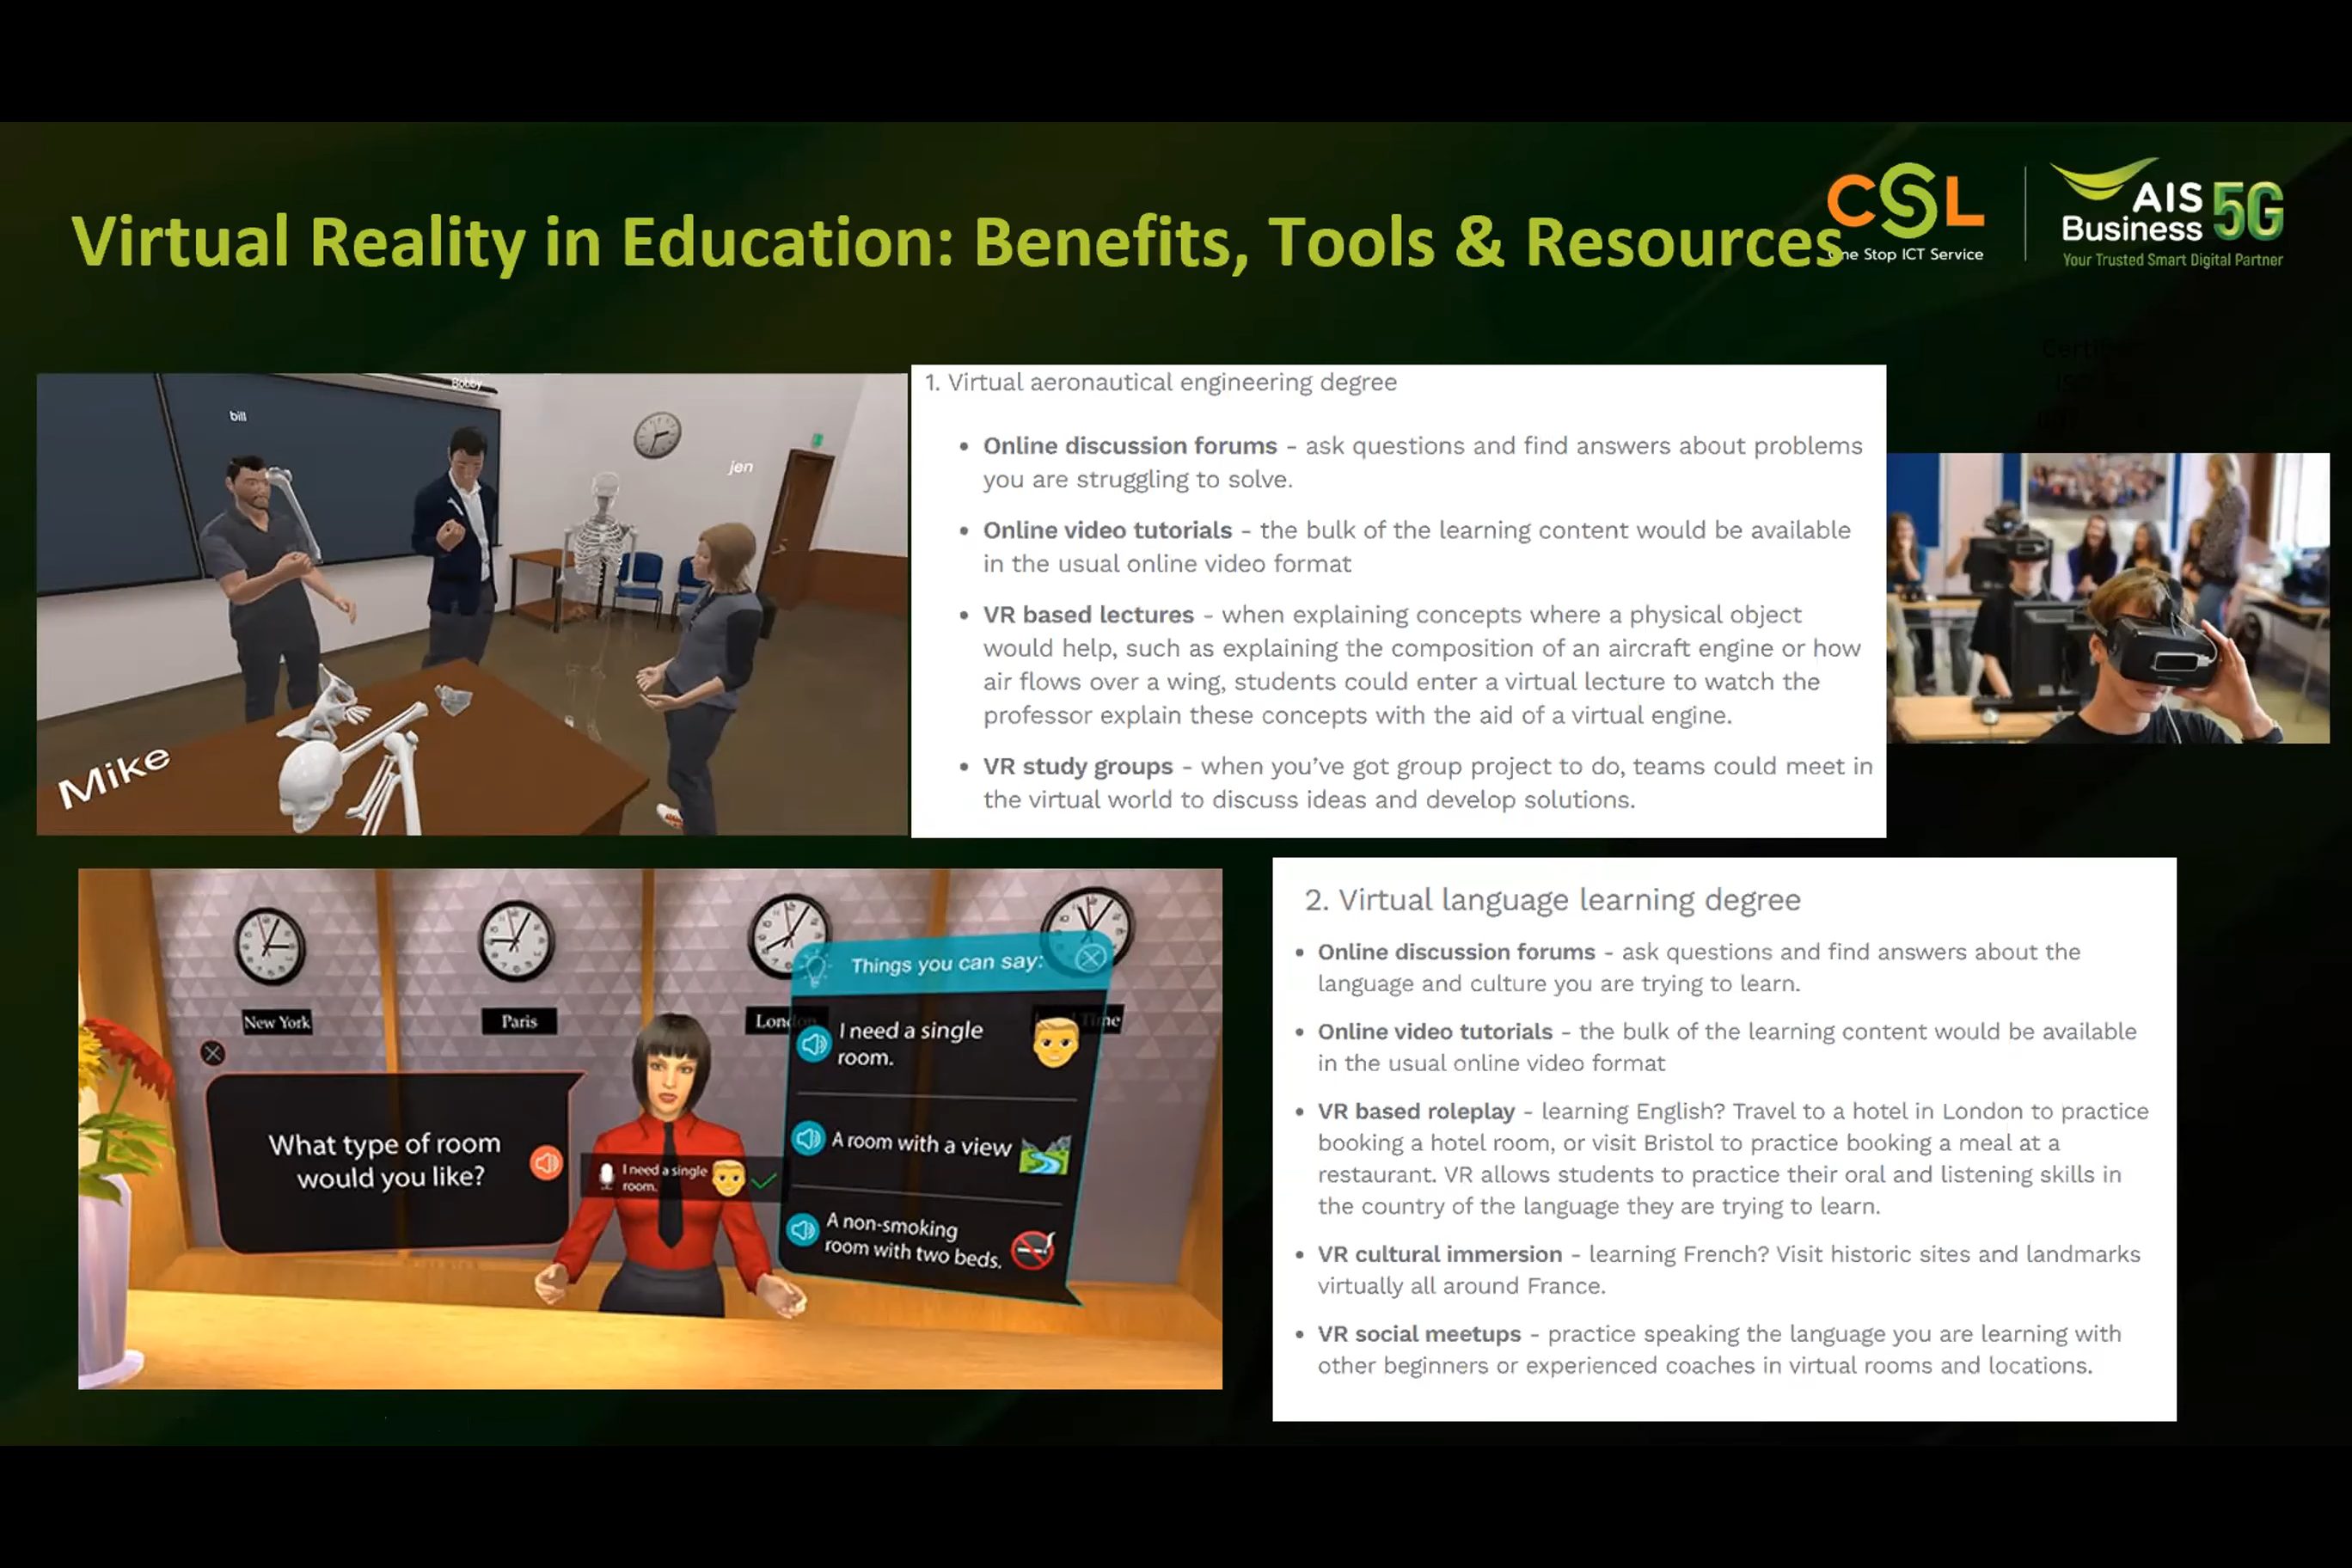 Virtual Reality in Education: Benefits, Tools & Resources
CSL
ne Stop ICT Service
AIS
Business 5G
Your Trusted Smart Digital Partner
Bobby
bill
jen
Mike
1. Virtual aeronautical engineering degree
• Online discussion forums - ask questions and find answers about problems
you are struggling to solve.
• Online video tutorials - the bulk of the learning content would be available
in the usual online video format
• VR based lectures - when explaining concepts where a physical object
would help, such as explaining the composition of an aircraft engine or how
air flows over a wing, students could enter a virtual lecture to watch the
professor explain these concepts with the aid of a virtual engine.
• VR study groups - when you've got group project to do, teams could meet in
the virtual world to discuss ideas and develop solutions.
New York
Paris
London
What type of room
would you like?
I need a single
room.
Things you can say:
I need a single
room.
A room with a view
A non-smoking
room with two beds.
2. Virtual language learning degree
• Online discussion forums - ask questions and find answers about the
language and culture you are trying to learn.
• Online video tutorials - the bulk of the learning content would be available
in the usual online video format
• VR based roleplay - learning English? Travel to a hotel in London to practice
booking a hotel room, or visit Bristol to practice booking a meal at a
restaurant. VR allows students to practice their oral and listening skills in
the country of the language they are trying to learn.
• VR cultural immersion - learning French? Visit historic sites and landmarks
virtually all around France.
• VR social meetups - practice speaking the language you are learning with
other beginners or experienced coaches in virtual rooms and locations.